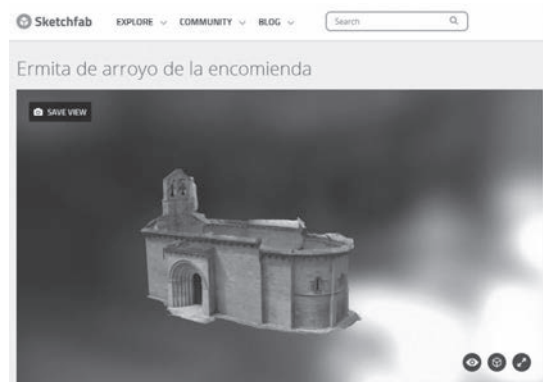 Sketchfab EXPLORE COMMUNITY BLOG Search
Ermita de arroyo de la encomienda
SAVE VIEW